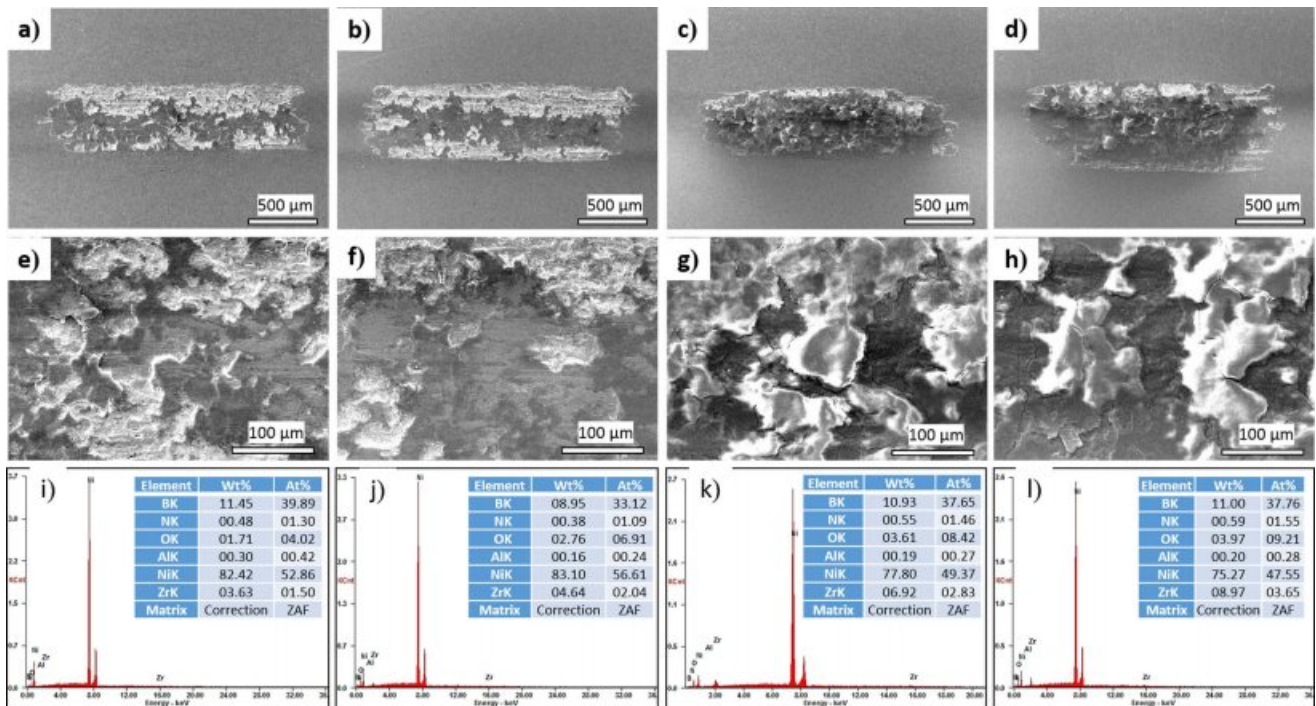 a)
b)
c)
d)
500 µm
500 µm
500 µm
500 µm
e)
f)
g)
h)
100 µm
100 µm
100 µm
100 µm
i)
Element Wt% At%
BK 11.45 39.89
NK 00.48 01.30
OK 01.71 04.02
AlK 00.30 00.42
NiK 82.42 52.86
ZrK 03.63 01.50
Matrix Correction ZAF
j)
Element Wt% At%
BK 08.95 33.12
NK 00.38 01.09
OK 02.76 06.91
AlK 00.16 00.24
NiK 83.10 56.61
ZrK 04.64 02.04
Matrix Correction ZAF
k)
Element Wt% At%
BK 10.93 37.65
NK 00.55 01.46
OK 03.61 08.42
AlK 00.19 00.27
NiK 77.80 49.37
ZrK 06.92 02.83
Matrix Correction ZAF
l)
Element Wt% At%
BK 11.00 37.76
NK 00.59 01.55
OK 03.97 09.21
AlK 00.20 00.28
NiK 75.27 47.55
ZrK 08.97 03.65
Matrix Correction ZAF
Energy - keV
Energy - keV
Energy - keV
Energy - keV